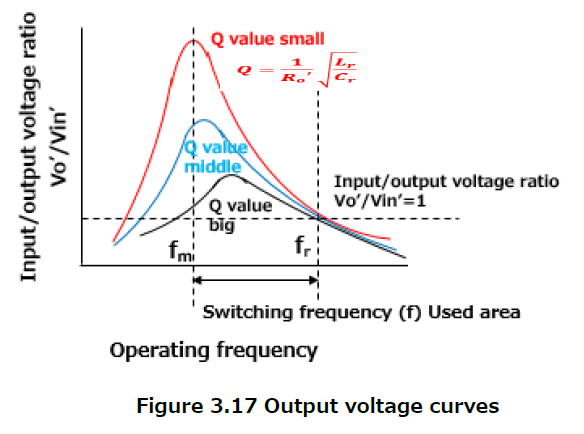 Input/output voltage ratio
Vo'/Vin'
Q value small
Q = 1/Ro' √(Lr/Cr)
Q value
middle
Q value
big
Input/output voltage ratio
Vo'/Vin'=1
fm
fr
Switching frequency (f) Used area
Operating frequency
Figure 3.17 Output voltage curves